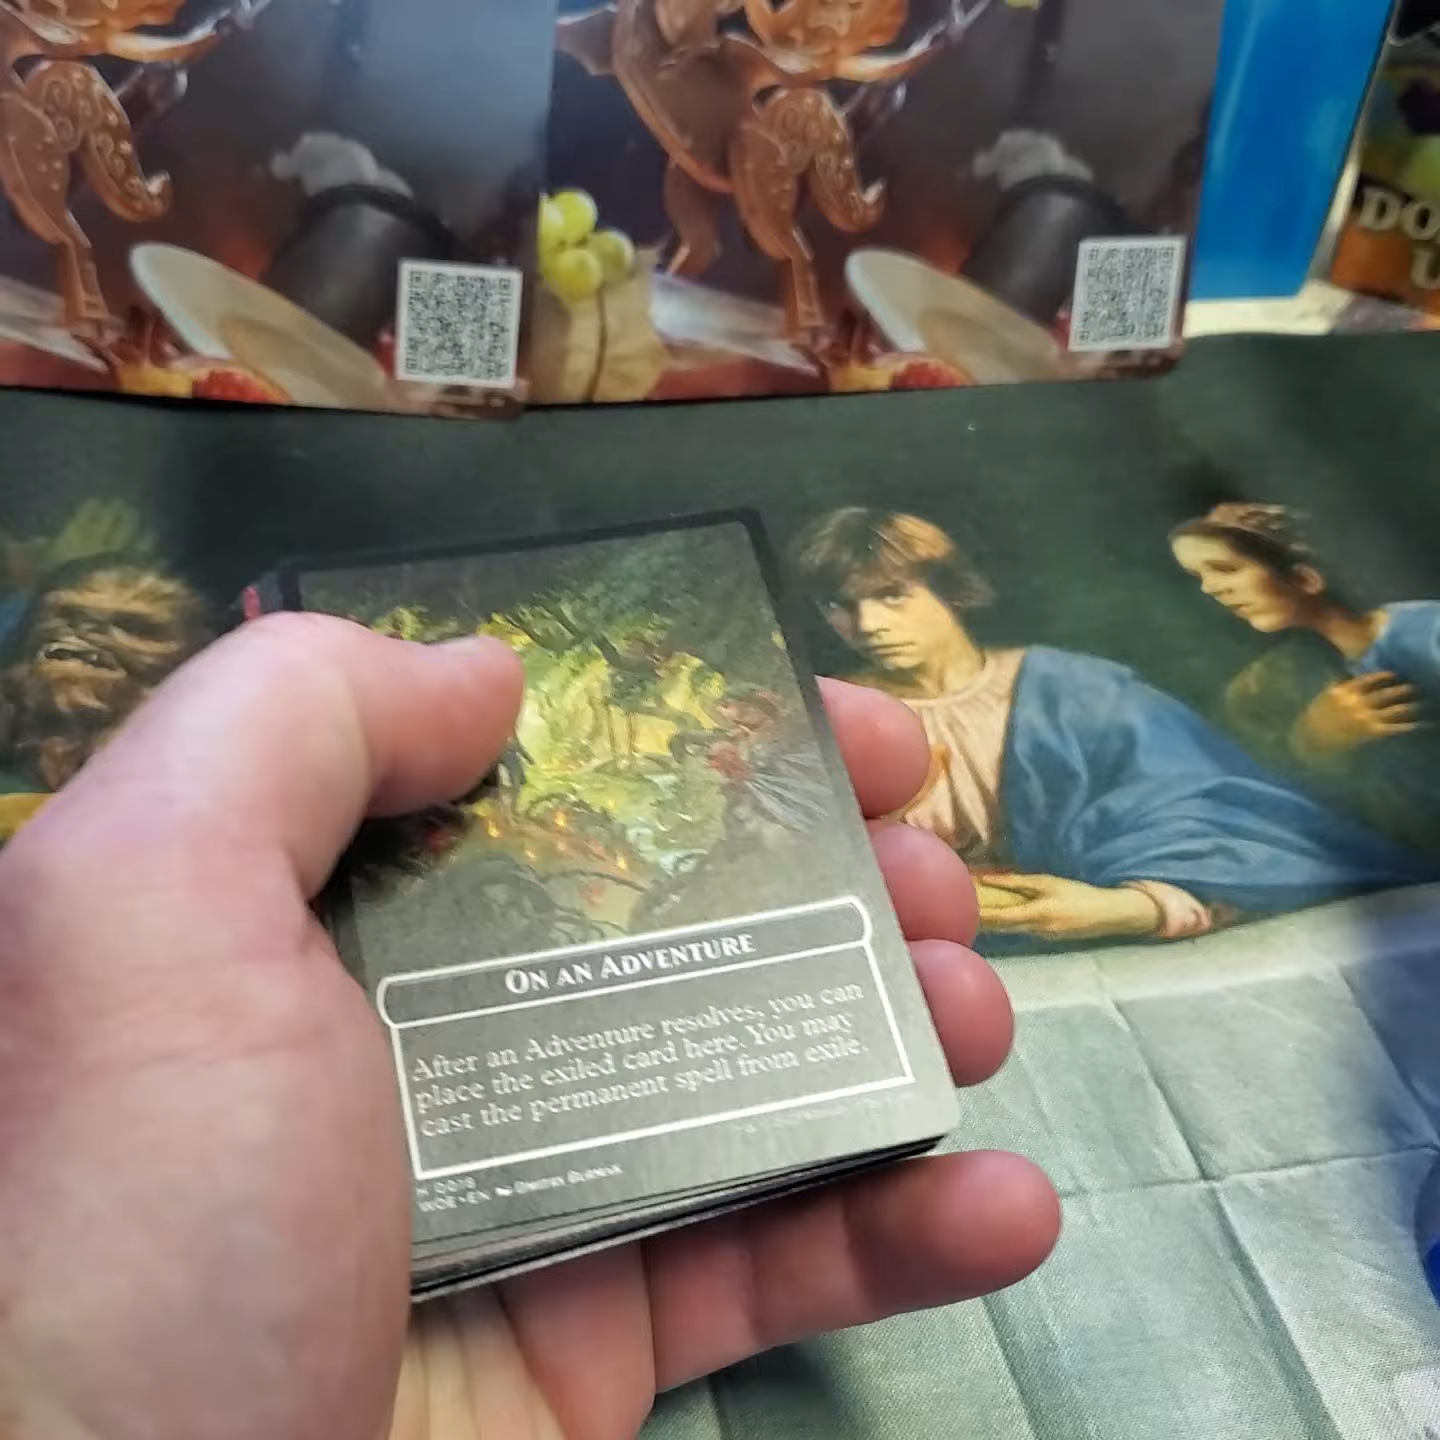 DO
U
ON AN ADVENTURE
After an Adventure resolves, you can
place the exiled card here. You may
cast the permanent spell from exile.
WOE • EN DMITRY BURMAK